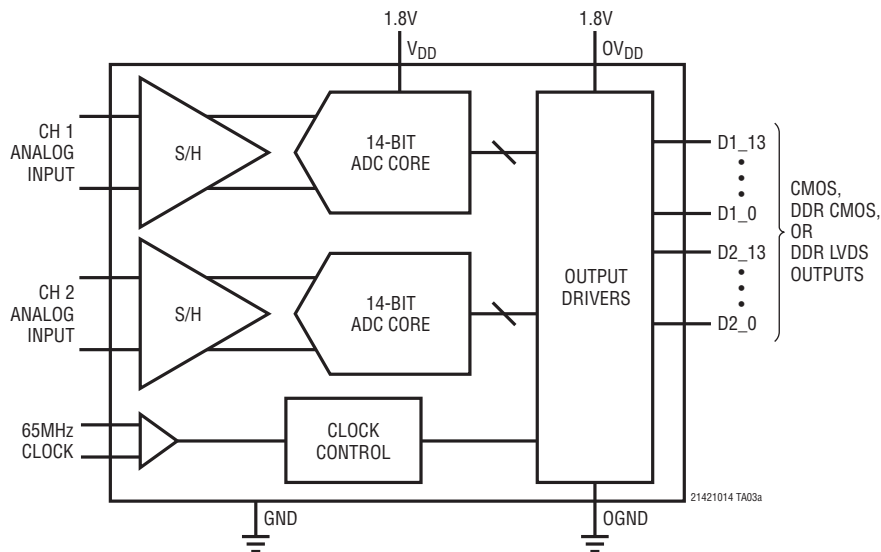 1.8V
1.8V
VDD
OVDD
CH 1
ANALOG
INPUT
S/H
14-BIT
ADC CORE
D1_13
D1_0
D2_13
D2_0
CMOS,
DDR CMOS,
OR
DDR LVDS
OUTPUTS
OUTPUT
DRIVERS
CH 2
ANALOG
INPUT
S/H
14-BIT
ADC CORE
65MHz
CLOCK
CLOCK
CONTROL
21421014 TA03a
GND
OGND